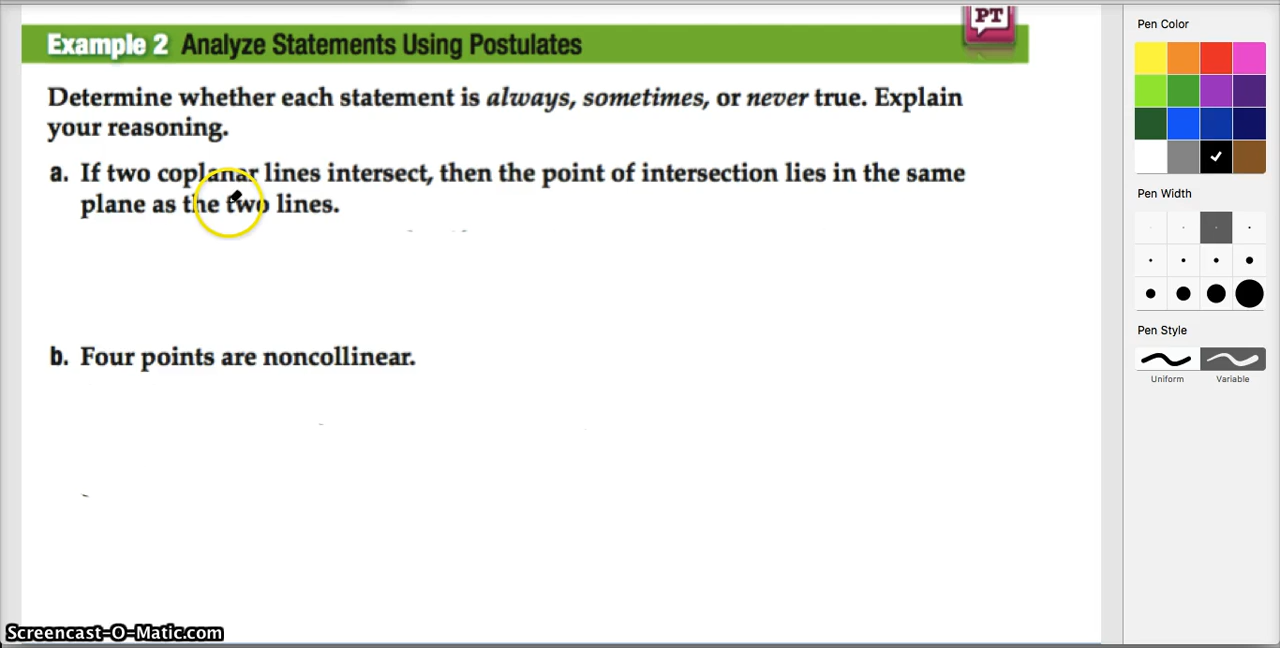 PT
Example 2 Analyze Statements Using Postulates
Determine whether each statement is always, sometimes, or never true. Explain
your reasoning.
a. If two coplanar lines intersect, then the point of intersection lies in the same
plane as the two lines.
b. Four points are noncollinear.
Pen Color
Pen Width
Pen Style
Uniform Variable
Screencast-O-Matic.com